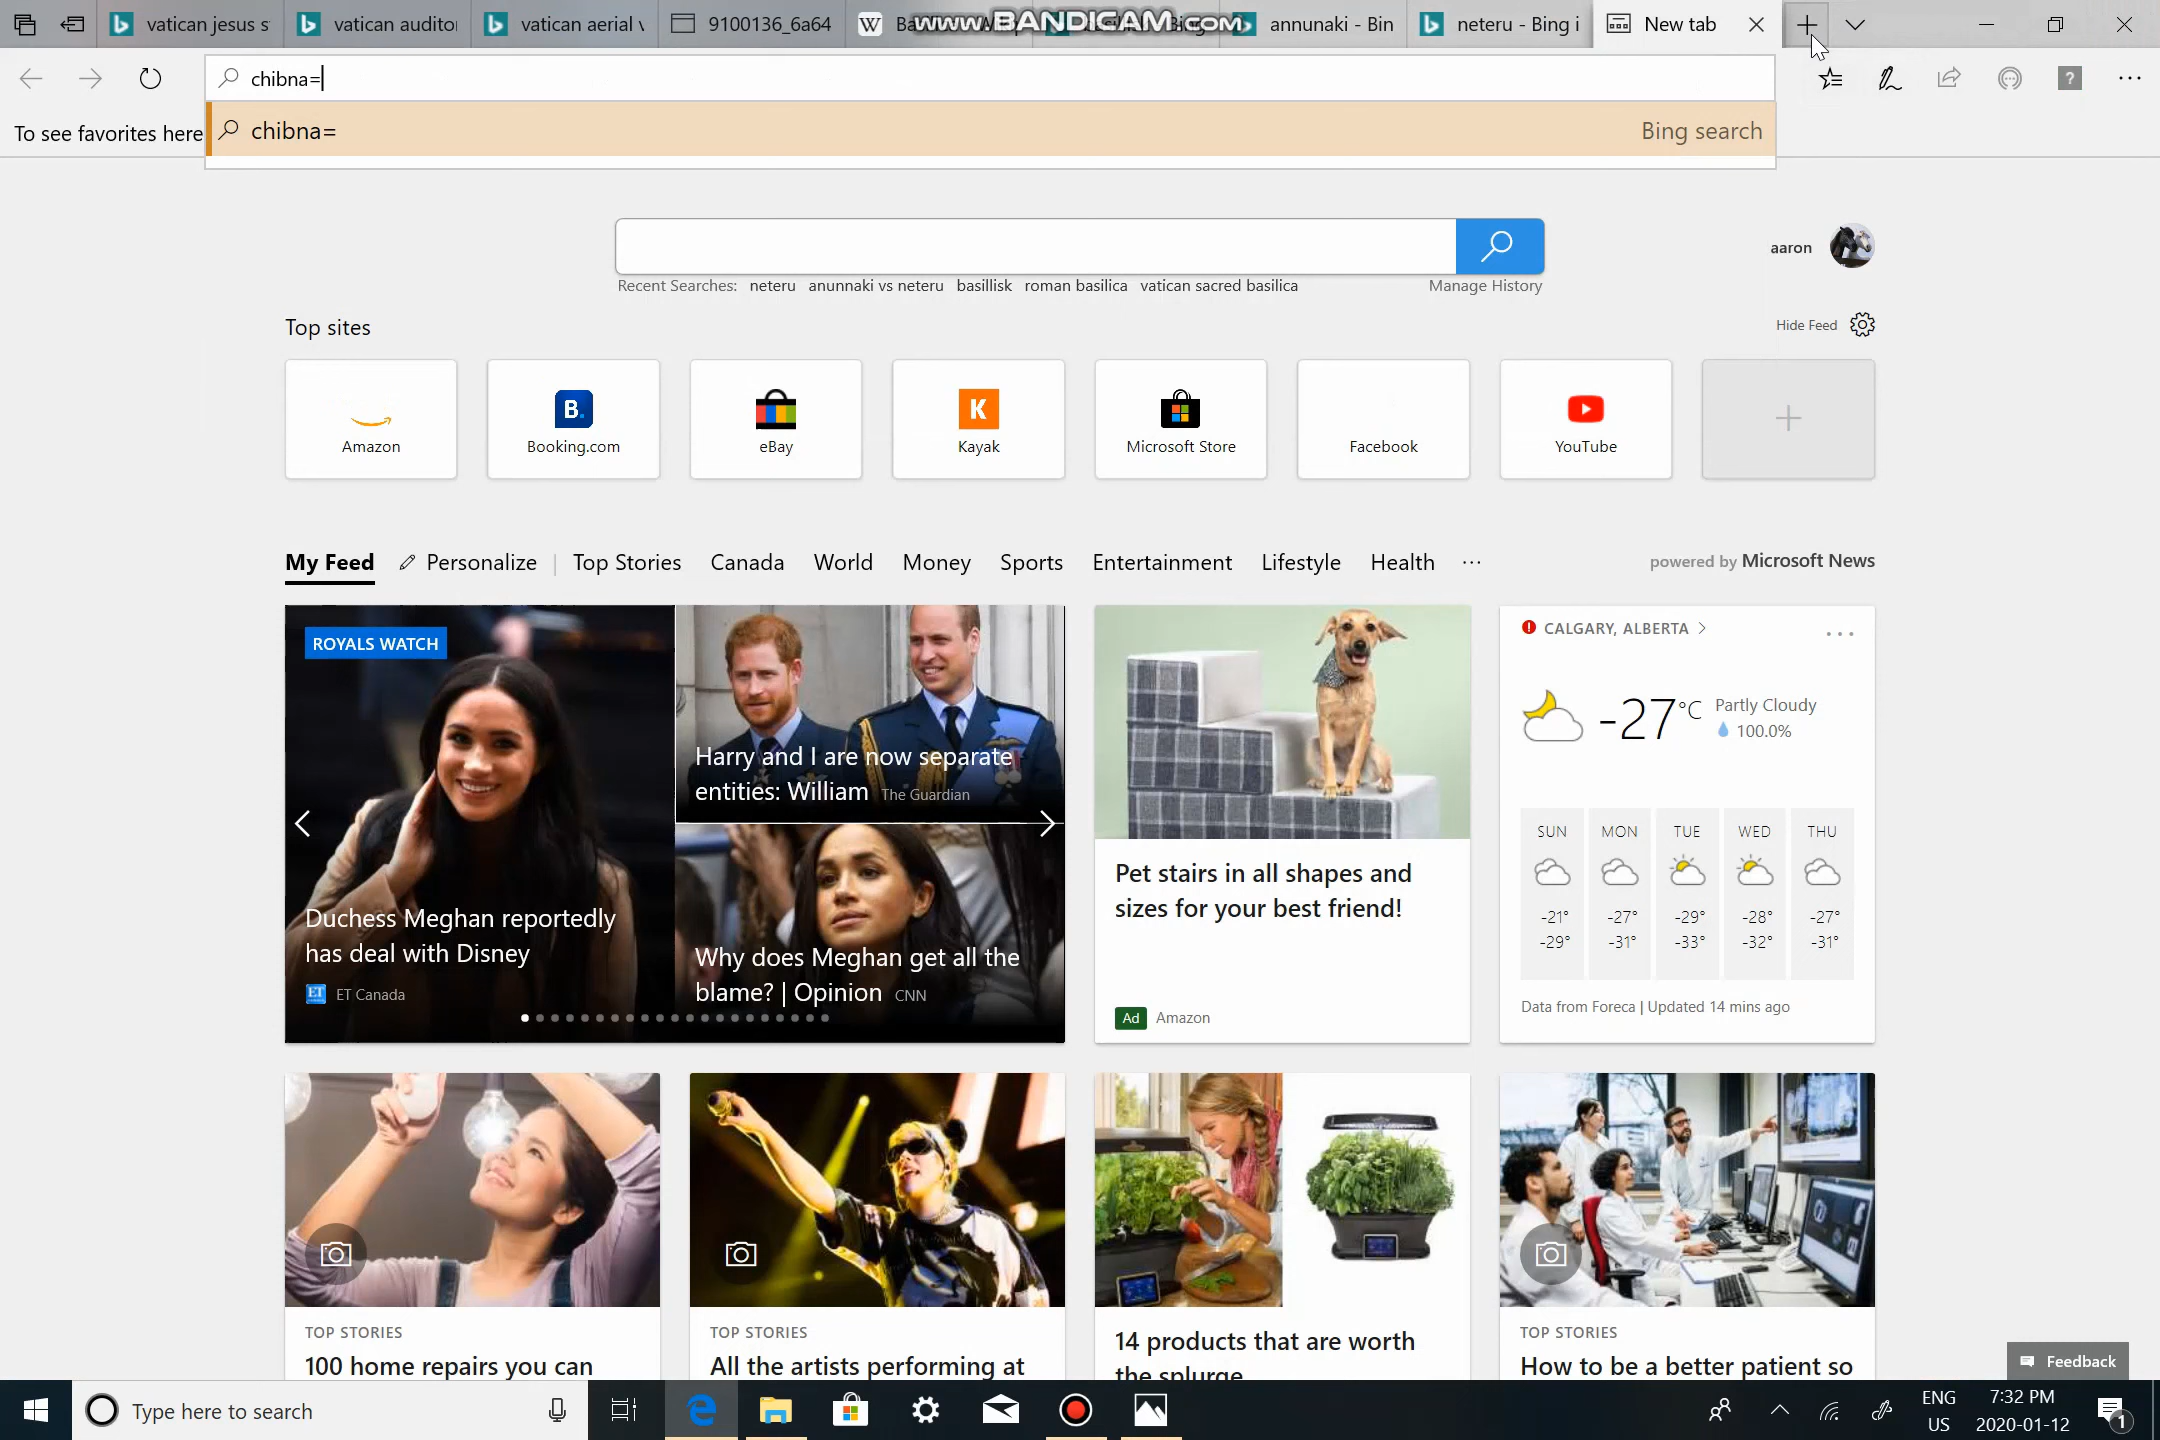 vatican jesus s
vatican auditor
vatican aerial v
9100136_6a64
www.BANDICAM.com
annunaki - Bin
neteru - Bing i
New tab
chibna=
To see favorites here
chibna=
Bing search
aaron
Recent Searches: neteru anunnaki vs neteru basillisk roman basilica vatican sacred basilica
Manage History
Top sites
Hide Feed
Amazon
B.
Booking.com
eBay
K
Kayak
Microsoft Store
Facebook
YouTube
My Feed
Personalize
Top Stories
Canada
World
Money
Sports
Entertainment
Lifestyle
Health
powered by Microsoft News
ROYALS WATCH
Duchess Meghan reportedly
has deal with Disney
ET
ET Canada
Harry and I are now separate
entities: William The Guardian
Why does Meghan get all the
blame? | Opinion CNN
Pet stairs in all shapes and
sizes for your best friend!
Ad Amazon
CALGARY, ALBERTA
-27°C
Partly Cloudy
100.0%
SUN MON TUE WED THU
-21° -27° -29° -28° -27°
-29° -31° -33° -32° -31°
Data from Foreca | Updated 14 mins ago
TOP STORIES
100 home repairs you can
TOP STORIES
All the artists performing at
14 products that are worth
the splurge
TOP STORIES
How to be a better patient so
Feedback
Type here to search
ENG
US
7:32 PM
2020-01-12
1